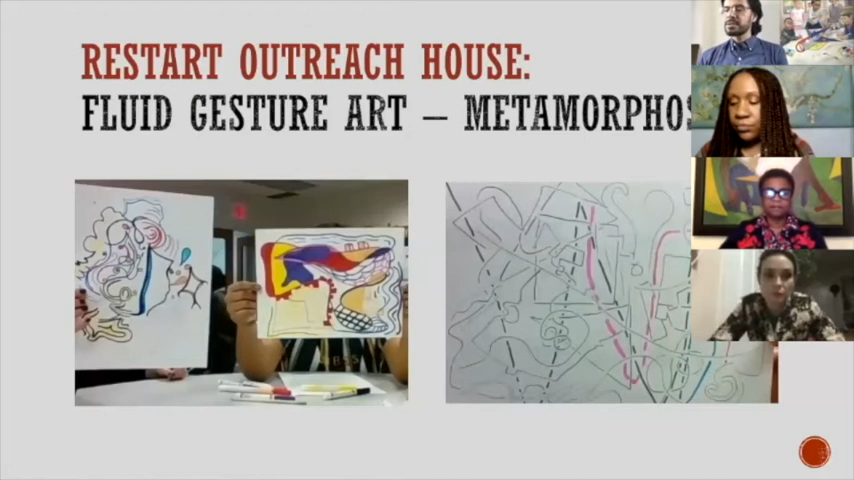 RESTART OUTREACH HOUSE:
FLUID GESTURE ART – METAMORPHOS